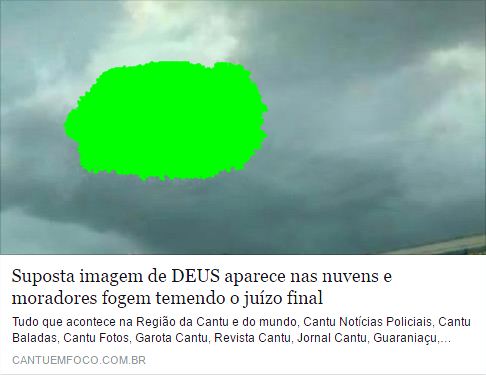 Suposta imagem de DEUS aparece nas nuvens e
moradores fogem temendo o juízo final
Tudo que acontece na Região da Cantu e do mundo, Cantu Notícias Policiais, Cantu
Baladas, Cantu Fotos, Garota Cantu, Revista Cantu, Jornal Cantu, Guaraniaçu,...
CANTUEMFOCO.COM.BR